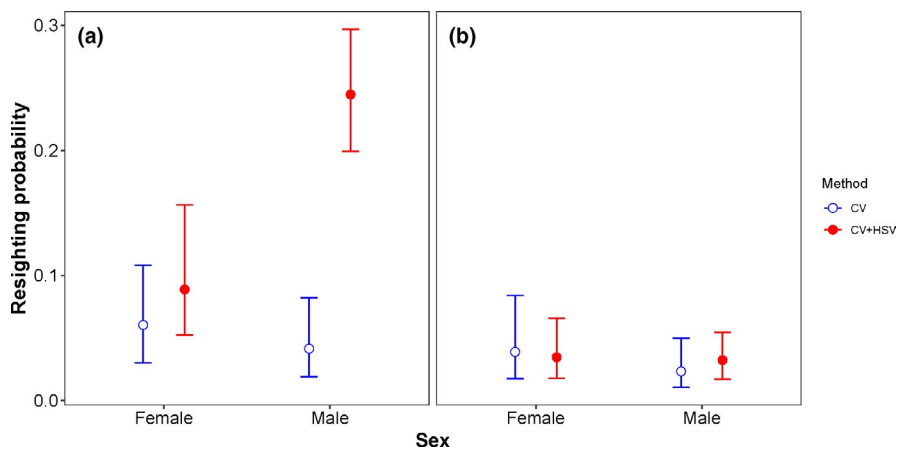 (a)
(b)
Resighting probability
0.3
0.2
0.1
0.0
Female
Male
Female
Male
Sex
Method
CV
CV+HSV